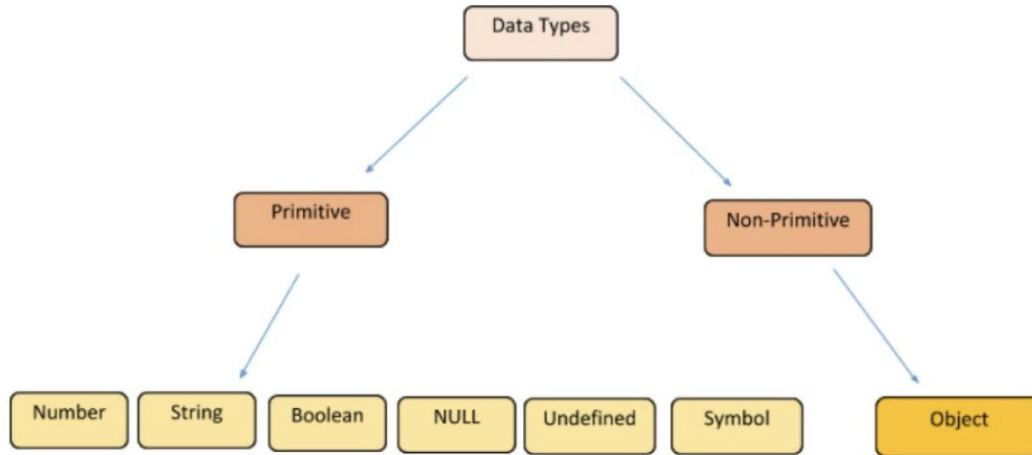 Data Types
Primitive
Non-Primitive
Number
String
Boolean
NULL
Undefined
Symbol
Object